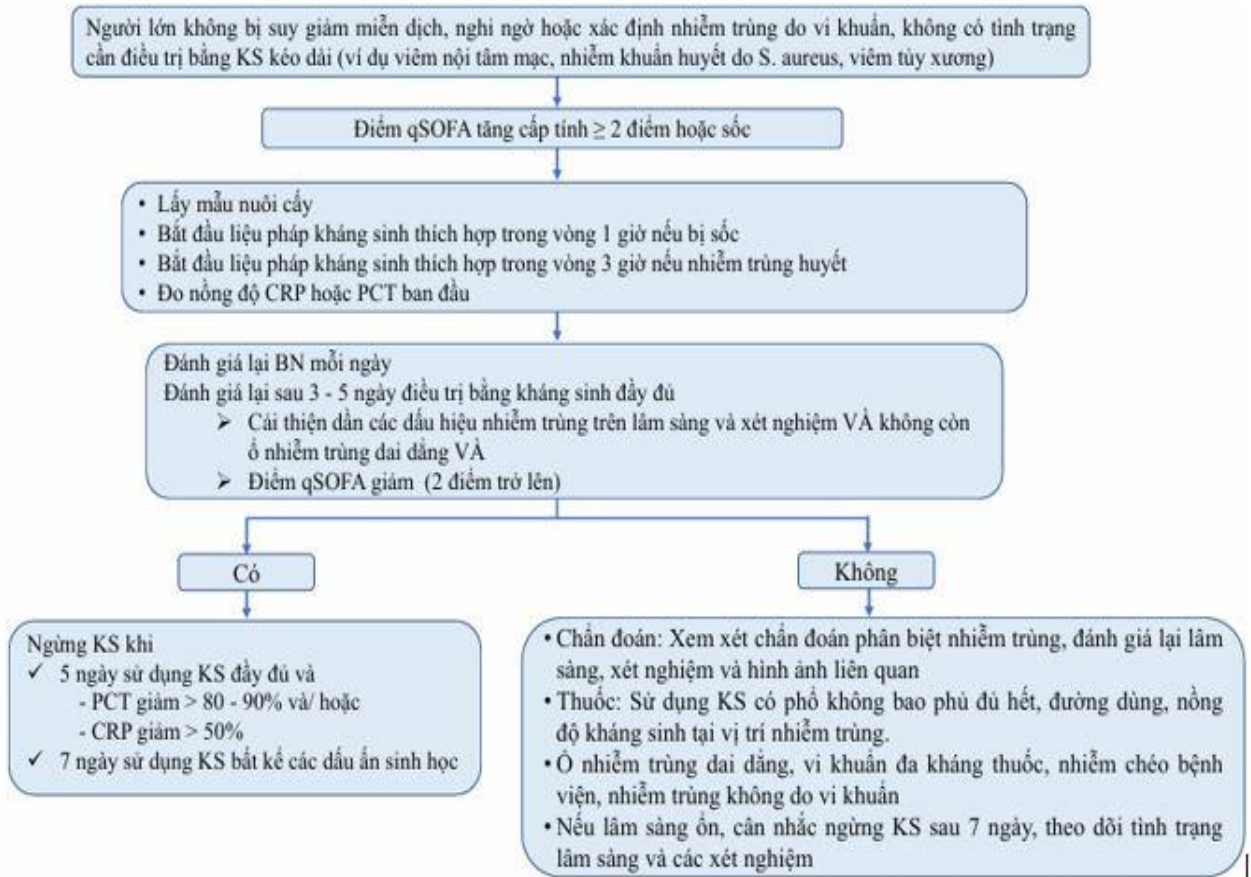 Người lớn không bị suy giảm miễn dịch, nghi ngờ hoặc xác định nhiễm trùng do vi khuẩn, không có tình trạng
cần điều trị bằng KS kéo dài (ví dụ viêm nội tâm mạc, nhiễm khuẩn huyết do S. aureus, viêm tủy xương)
Điểm qSOFA tăng cấp tính ≥ 2 điểm hoặc sốc
• Lấy mẫu nuôi cấy
• Bắt đầu liệu pháp kháng sinh thích hợp trong vòng 1 giờ nếu bị sốc
• Bắt đầu liệu pháp kháng sinh thích hợp trong vòng 3 giờ nếu nhiễm trùng huyết
• Đo nồng độ CRP hoặc PCT ban đầu
Đánh giá lại BN mỗi ngày
Đánh giá lại sau 3 - 5 ngày điều trị bằng kháng sinh đầy đủ
➢ Cải thiện dần các dấu hiệu nhiễm trùng trên lâm sàng và xét nghiệm VÀ không còn
ổ nhiễm trùng dai dẳng VÀ
➢ Điểm qSOFA giảm (2 điểm trở lên)
Có
Không
Ngừng KS khi
✓ 5 ngày sử dụng KS đầy đủ và
- PCT giảm > 80 - 90% và/ hoặc
- CRP giảm > 50%
✓ 7 ngày sử dụng KS bất kể các dấu ấn sinh học
• Chẩn đoán: Xem xét chẩn đoán phân biệt nhiễm trùng, đánh giá lại lâm
sàng, xét nghiệm và hình ảnh liên quan
• Thuốc: Sử dụng KS có phổ không bao phủ đủ hết, đường dùng, nồng
độ kháng sinh tại vị trí nhiễm trùng.
• Ổ nhiễm trùng dai dẳng, vi khuẩn đa kháng thuốc, nhiễm chéo bệnh
viện, nhiễm trùng không do vi khuẩn
• Nếu lâm sàng ổn, cân nhắc ngừng KS sau 7 ngày, theo dõi tình trạng
lâm sàng và các xét nghiệm